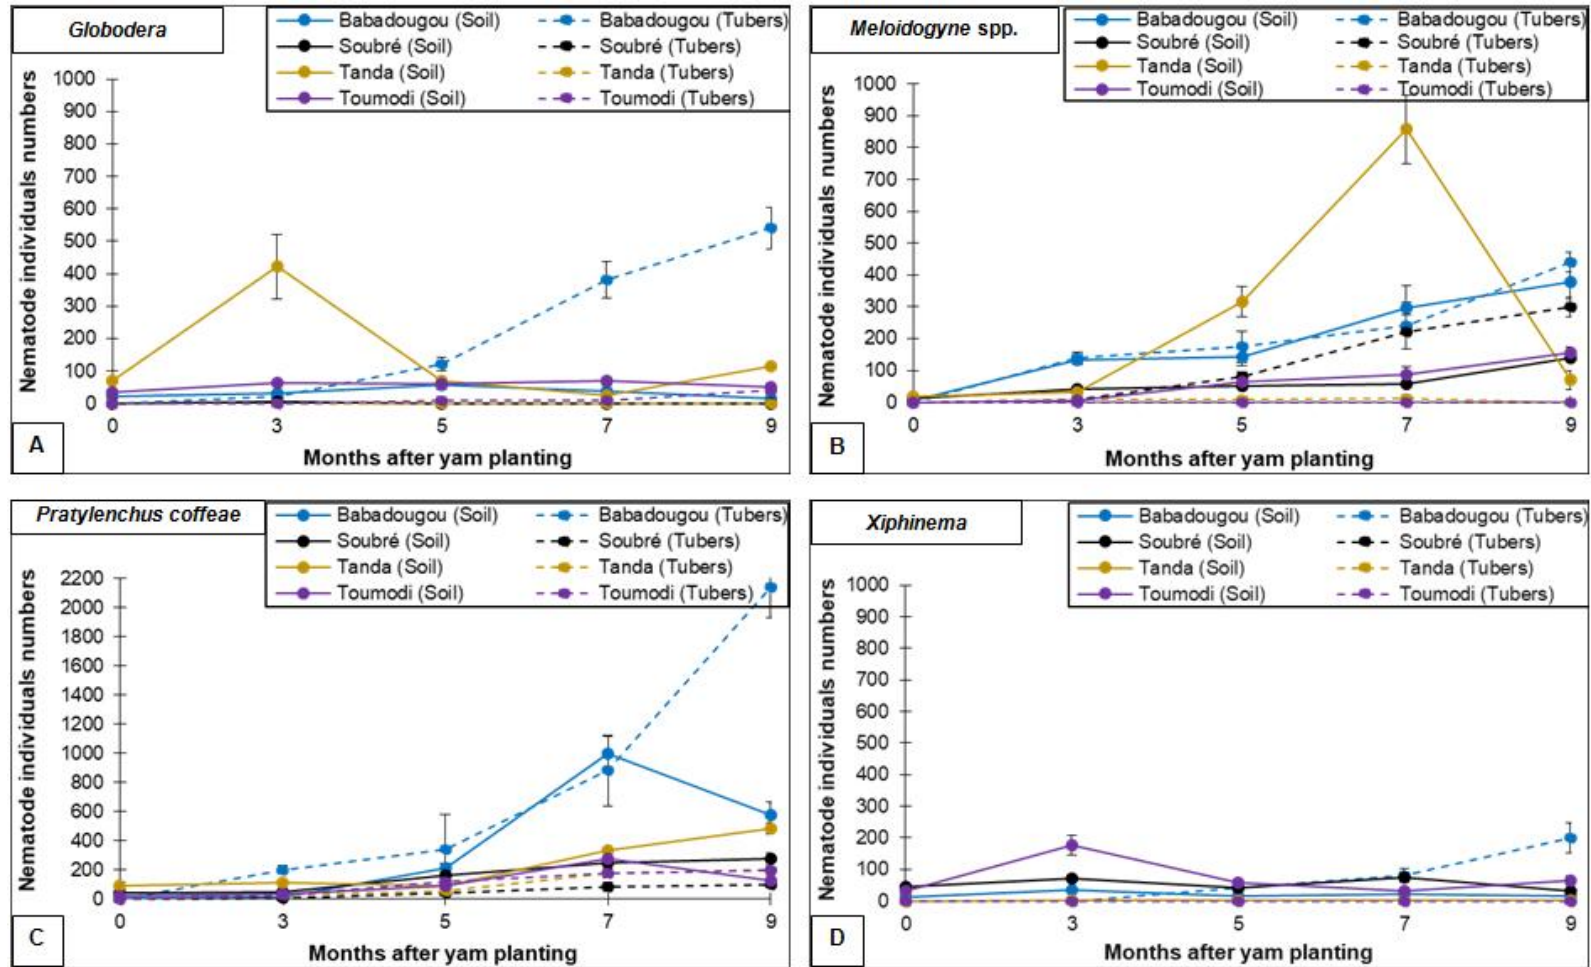 Globodera
Babadougou (Soil) Babadougou (Tubers)
Soubré (Soil) Soubré (Tubers)
Tanda (Soil) Tanda (Tubers)
Toumodi (Soil) Toumodi (Tubers)
Nematode individuals numbers
1000
900
800
700
600
500
400
300
200
100
0
0 3 5 7 9
Months after yam planting
A
Meloidogyne spp.
Babadougou (Soil) Babadougou (Tubers)
Soubré (Soil) Soubré (Tubers)
Tanda (Soil) Tanda (Tubers)
Toumodi (Soil) Toumodi (Tubers)
Nematode individuals numbers
1000
900
800
700
600
500
400
300
200
100
0
0 3 5 7 9
Months after yam planting
B
Pratylenchus coffeae
Babadougou (Soil) Babadougou (Tubers)
Soubré (Soil) Soubré (Tubers)
Tanda (Soil) Tanda (Tubers)
Toumodi (Soil) Toumodi (Tubers)
Nematode individuals numbers
2200
2000
1800
1600
1400
1200
1000
800
600
400
200
0
0 3 5 7 9
Months after yam planting
C
Xiphinema
Babadougou (Soil) Babadougou (Tubers)
Soubré (Soil) Soubré (Tubers)
Tanda (Soil) Tanda (Tubers)
Toumodi (Soil) Toumodi (Tubers)
Nematode individuals numbers
1000
900
800
700
600
500
400
300
200
100
0
0 3 5 7 9
Months after yam planting
D